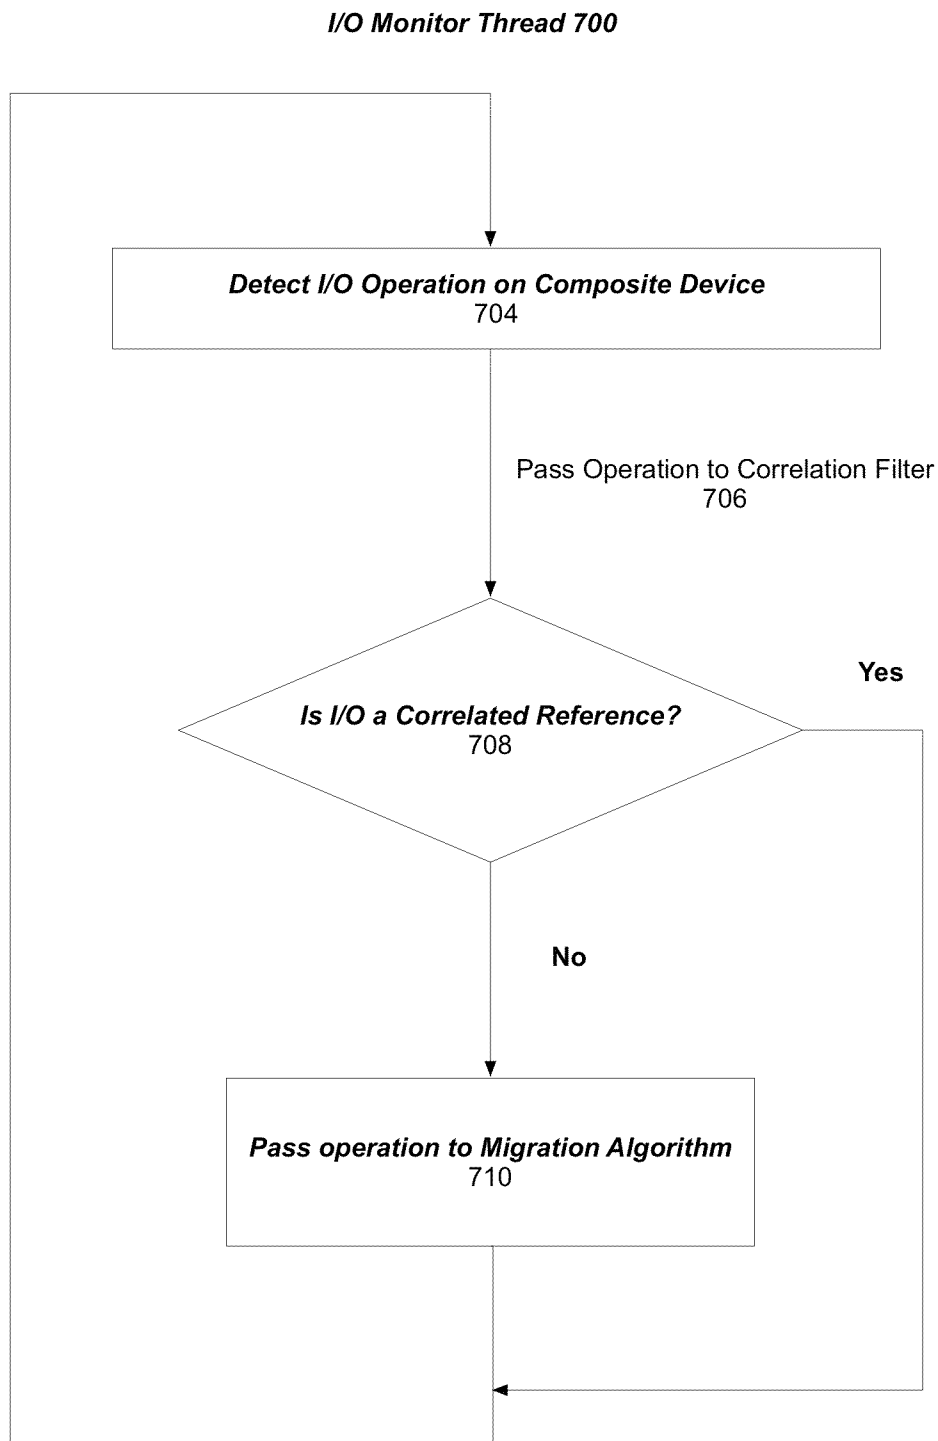 I/O Monitor Thread 700
Detect I/O Operation on Composite Device
704
Pass Operation to Correlation Filter
706
Yes
Is I/O a Correlated Reference?
708
No
Pass operation to Migration Algorithm
710